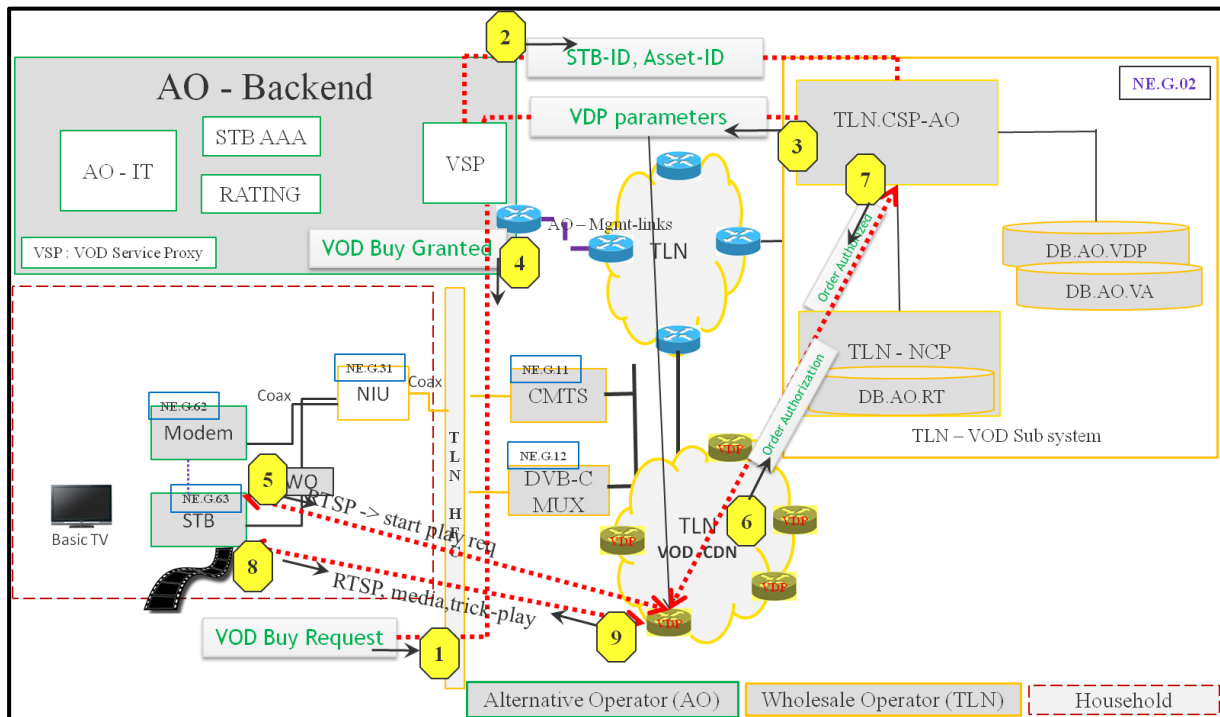 2
STB-ID, Asset-ID
NE.G.02
AO - Backend
STB AAA
AO - IT
RATING
VSP
VDP parameters
3
TLN.CSP-AO
7
VSP : VOD Service Proxy
VOD Buy Granted
4
AO – Mgmt-links
TLN
Order Authorized
DB.AO.VDP
DB.AO.VA
TLN - NCP
DB.AO.RT
TLN – VOD Sub system
Order Authorization
NE.G.31
NIU
Coax
Coax
NE.G.62
Modem
NE.G.11
CMTS
NE.G.12
DVB-C
MUX
TLN HE
5
NE.G.63
STB
WO
Basic TV
RTSP -> start play req
8
RTSP, media,trick-play
9
6
TLN
VOD -CDN
VDP
VDP
VDP
VDP
VDP
VOD Buy Request
1
Alternative Operator (AO)
Wholesale Operator (TLN)
Household